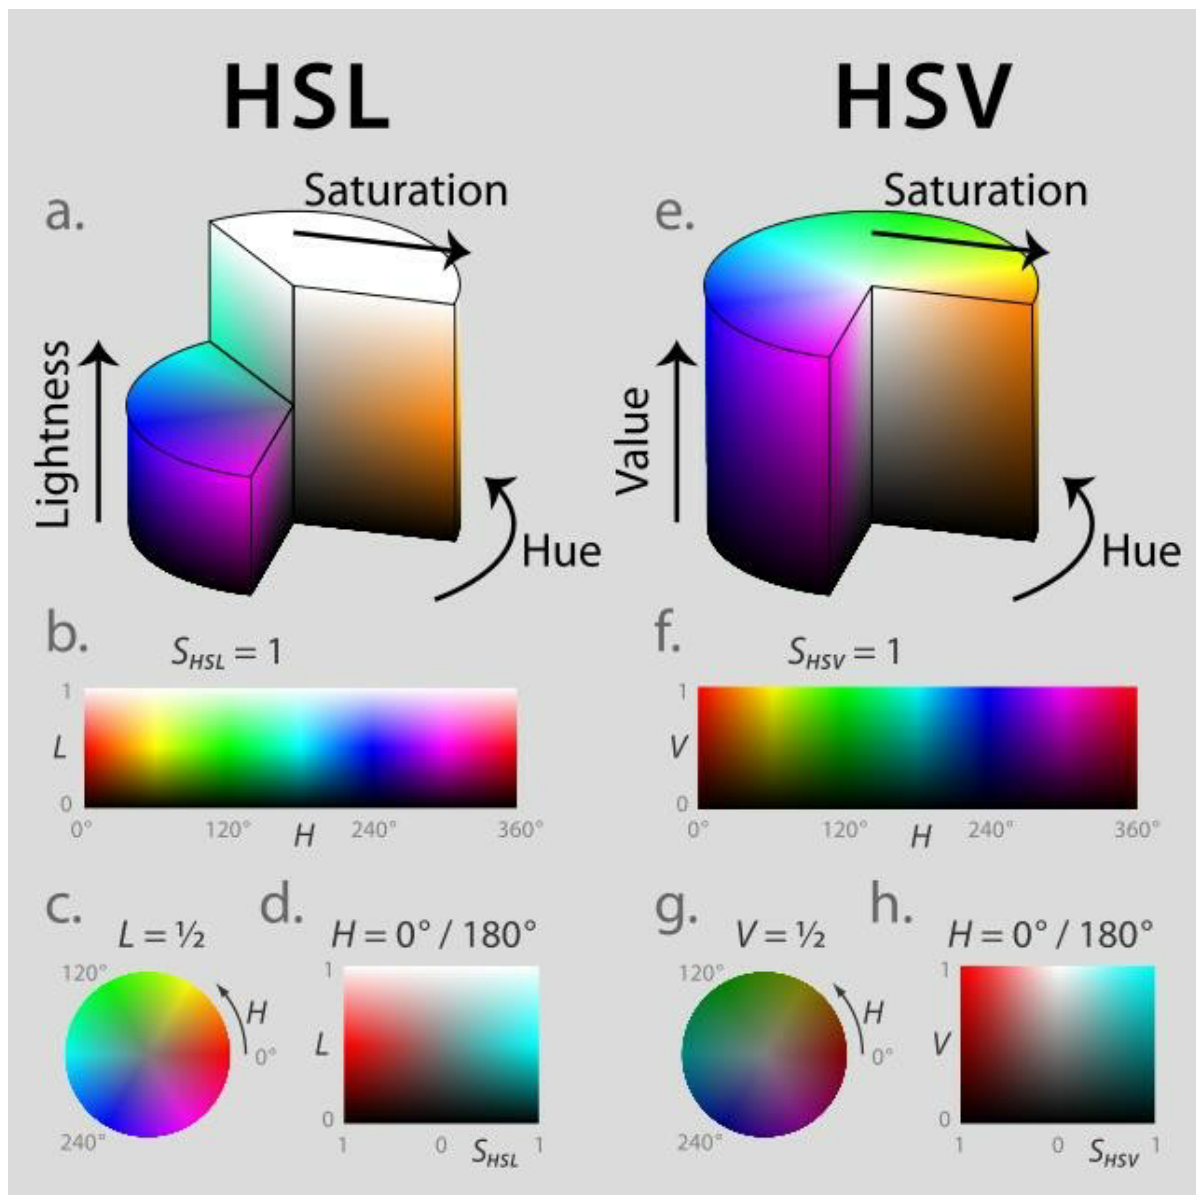 HSL
HSV
a.
Saturation
Lightness
Hue
e.
Saturation
Value
Hue
b.
S_HSL = 1
1
L
0
0°
120°
H
240°
360°
f.
S_HSV = 1
1
V
0
0°
120°
H
240°
360°
c.
L = ½
120°
H
0°
240°
d.
H = 0° / 180°
1
L
0
1
0
S_HSL
1
g.
V = ½
120°
H
0°
240°
h.
H = 0° / 180°
1
V
0
1
0
S_HSV
1